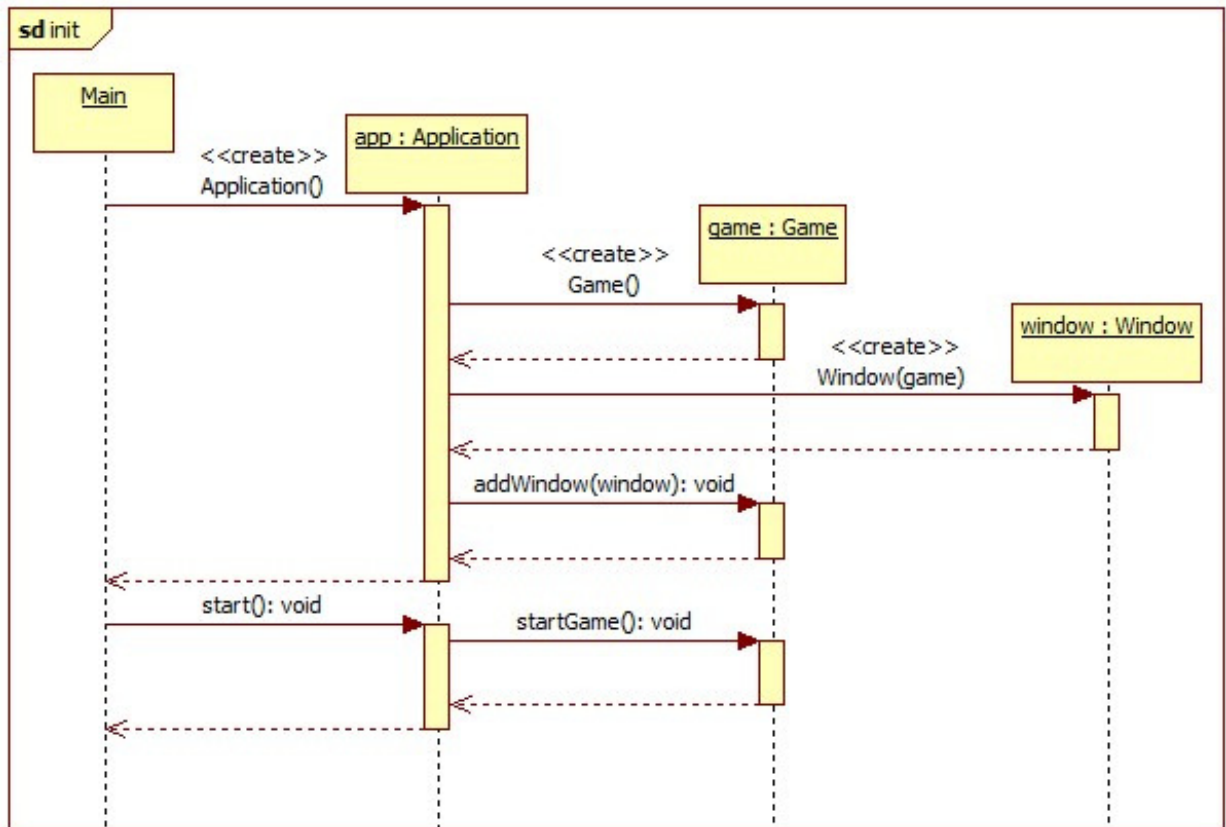 sd init
Main
app : Application
<<create>>
Application()
game : Game
<<create>>
Game()
window : Window
<<create>>
Window(game)
addWindow(window): void
start(): void
startGame(): void